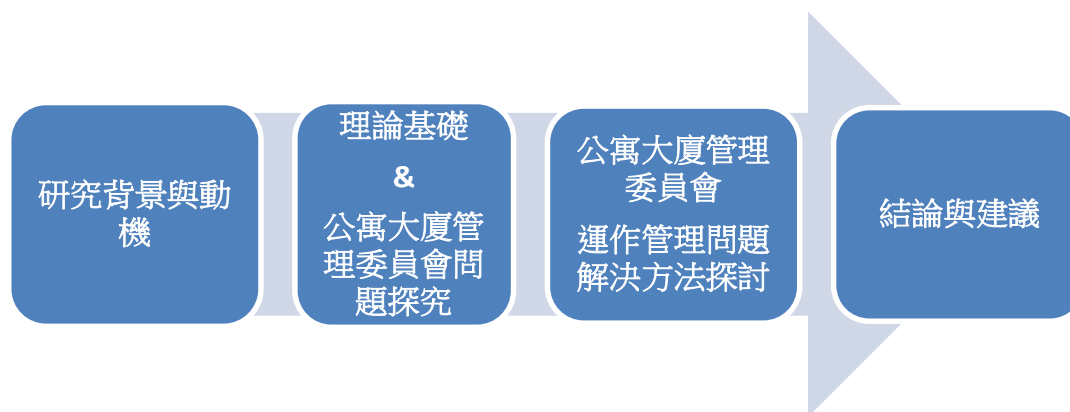 研究背景與動
機
理論基礎
&
公寓大廈管
理委員會問
題探究
公寓大廈管理
委員會
運作管理問題
解決方法探討
結論與建議